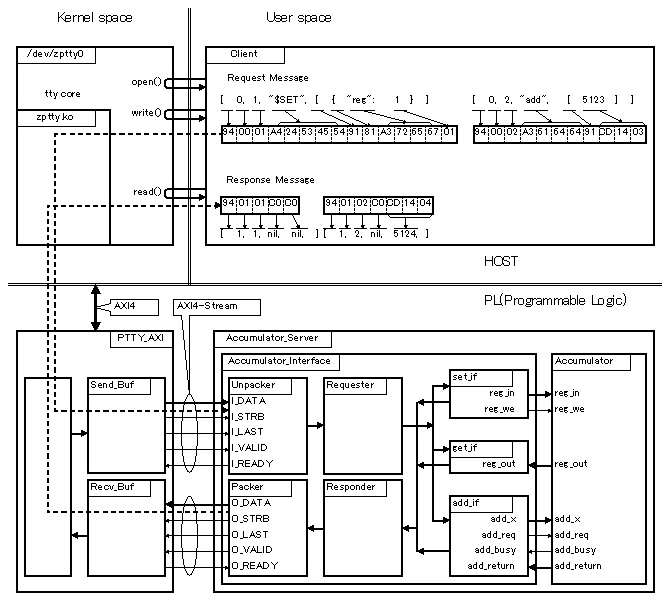 Kernel space
User space
/dev/zptty0
Client
tty core
open()
Request Message
[ 0, 1, "$SET", [ { "reg": 1 } ]
[ 0, 2, "add", [ 5123 ] ]
write()
zptty.ko
94 00 01 A4 24 53 45 54 91 81 A3 72 65 67 01
94 00 02 A3 61 64 64 91 CD 14 03
read()
Response Message
94 01 01 C0 C0
94 01 02 C0 CD 14 04
[ 1, 1, nil, nil, ]
[ 1, 2, nil, 5124, ]
HOST
AXI4
AXI4-Stream
PL(Programmable Logic)
PTTY_AXI
Accumulator_Server
Accumulator_Interface
Accumulator
Send_Buf
Unpacker
Requester
set_if
I_DATA
reg_in
reg_in
I_STRB
reg_we
reg_we
I_LAST
I_VALID
get_if
I_READY
reg_out
reg_out
Recv_Buf
Packer
Responder
O_DATA
add_if
O_STRB
add_x
add_x
O_LAST
add_req
add_req
O_VALID
add_busy
add_busy
O_READY
add_return
add_return